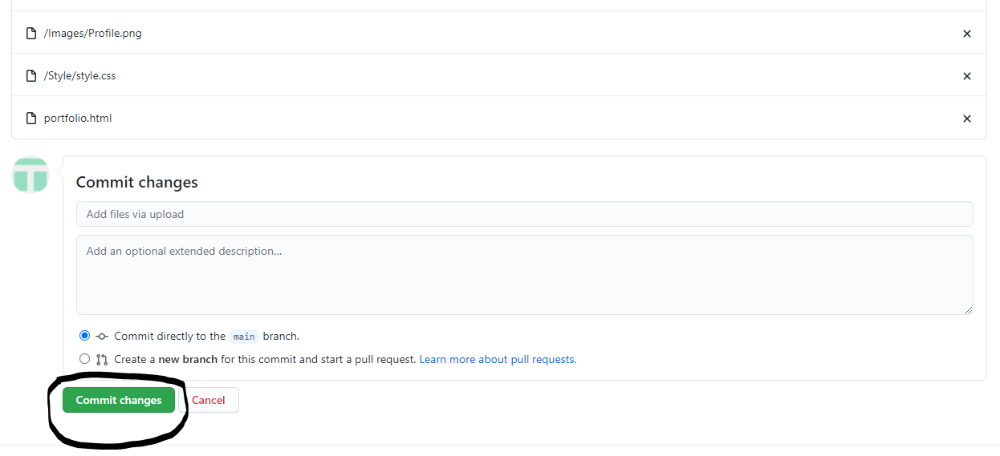 /Images/Profile.png
/Style/style.css
portfolio.html
Commit changes
Add files via upload
Add an optional extended description...
Commit directly to the main branch.
Create a new branch for this commit and start a pull request. Learn more about pull requests.
Commit changes Cancel